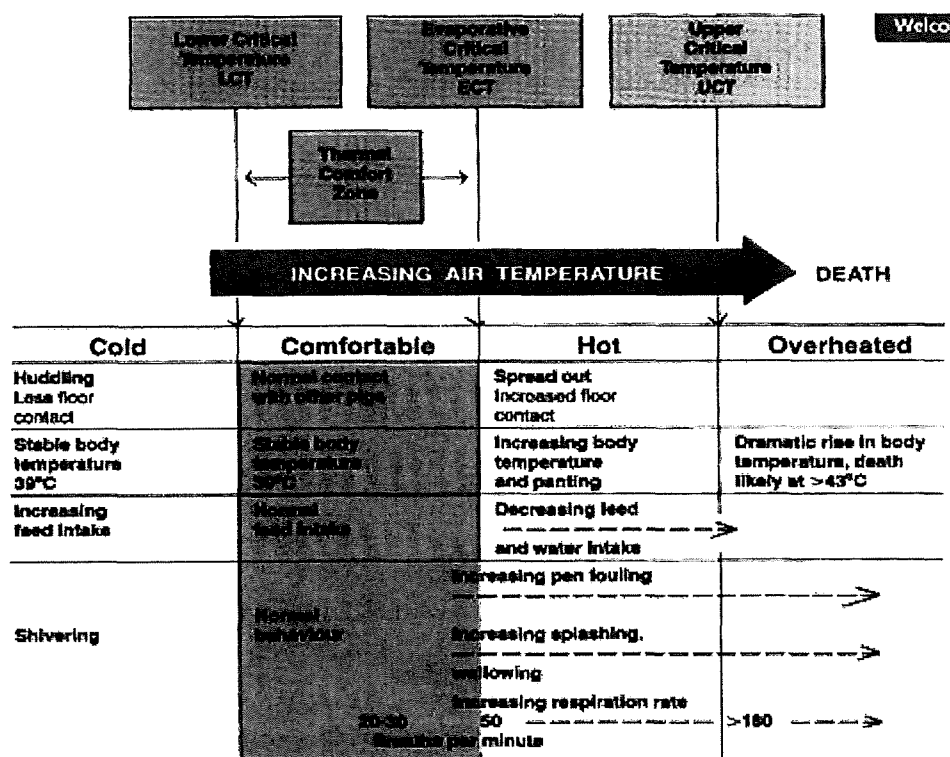 Lower Critical
Temperature
LCT
Evaporative
Critical
Temperature
ECT
Upper
Critical
Temperature
UCT
Welco
Thermal
Comfort
Zone
INCREASING AIR TEMPERATURE
DEATH
Cold
Comfortable
Hot
Overheated
Huddling
Less floor
contact
Normal contact
with other pigs
Spread out
Increased floor
contact
Stable body
temperature
39°C
Stable body
temperature
39°C
Increasing body
temperature
and panting
Dramatic rise in body
temperature, death
likely at >43°C
Increasing
feed intake
Normal
feed intake
Decreasing feed
and water intake
Shivering
Normal
behaviour
Increasing pen fouling
Increasing splashing,
wallowing
Increasing respiration rate
20-30 50 >180
Breaths per minute